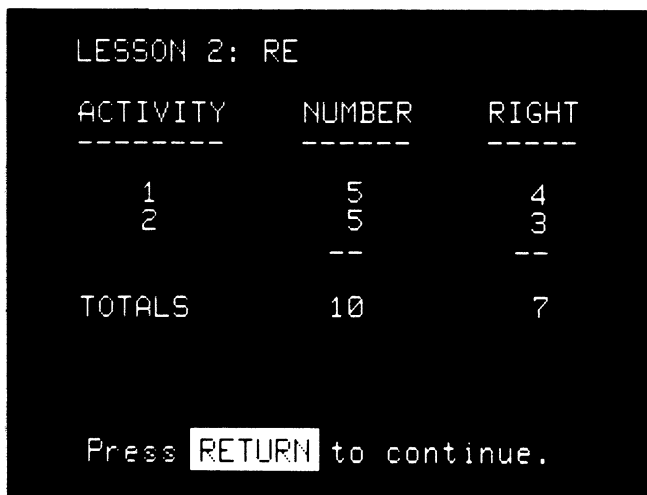 LESSON 2: RE
ACTIVITY NUMBER RIGHT
-------- ------ -----
1 5 4
2 5 3
-- --
TOTALS 10 7
Press RETURN to continue.